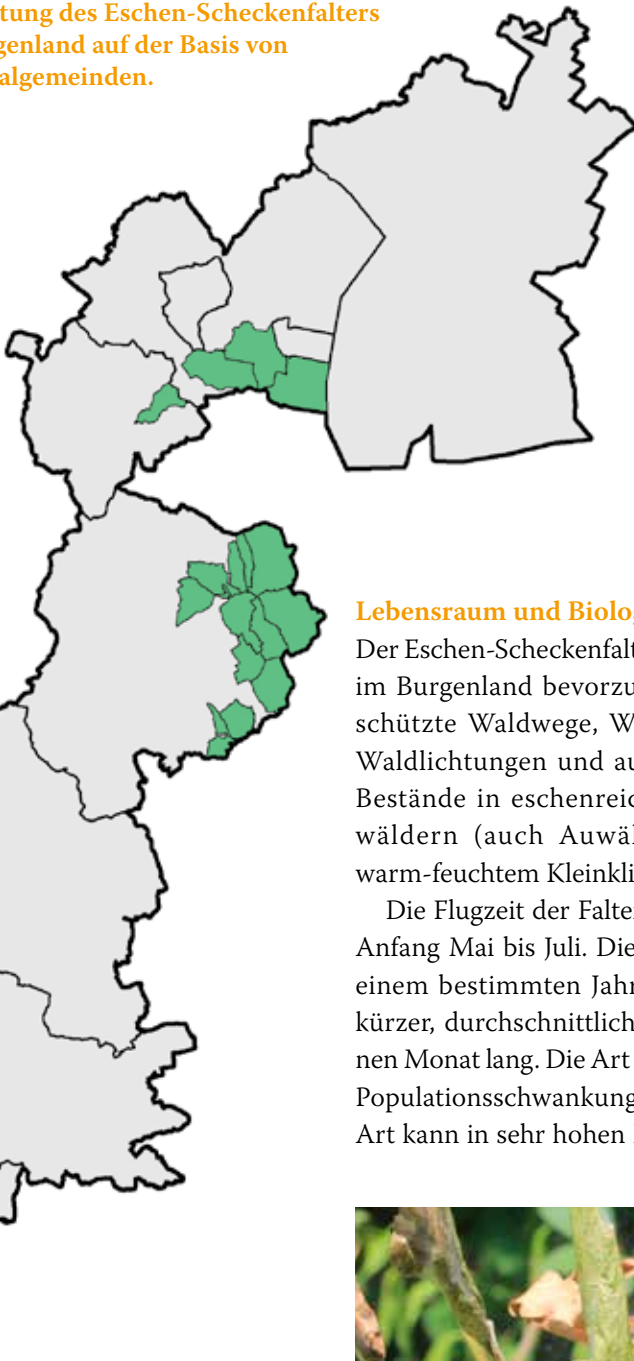 tung des Eschen-Scheckenfalters
genland auf der Basis von
algemeinden.
Lebensraum und Biolo
Der Eschen-Scheckenfalt
im Burgenland bevorzu
schützte Waldwege, W
Waldlichtungen und au
Bestände in eschenreic
wäldern (auch Auwäl
warm-feuchtem Kleinkli
Die Flugzeit der Falter
Anfang Mai bis Juli. Die
einem bestimmten Jahr
kürzer, durchschnittlich
nen Monat lang. Die Art
Populationsschwankung
Art kann in sehr hohen